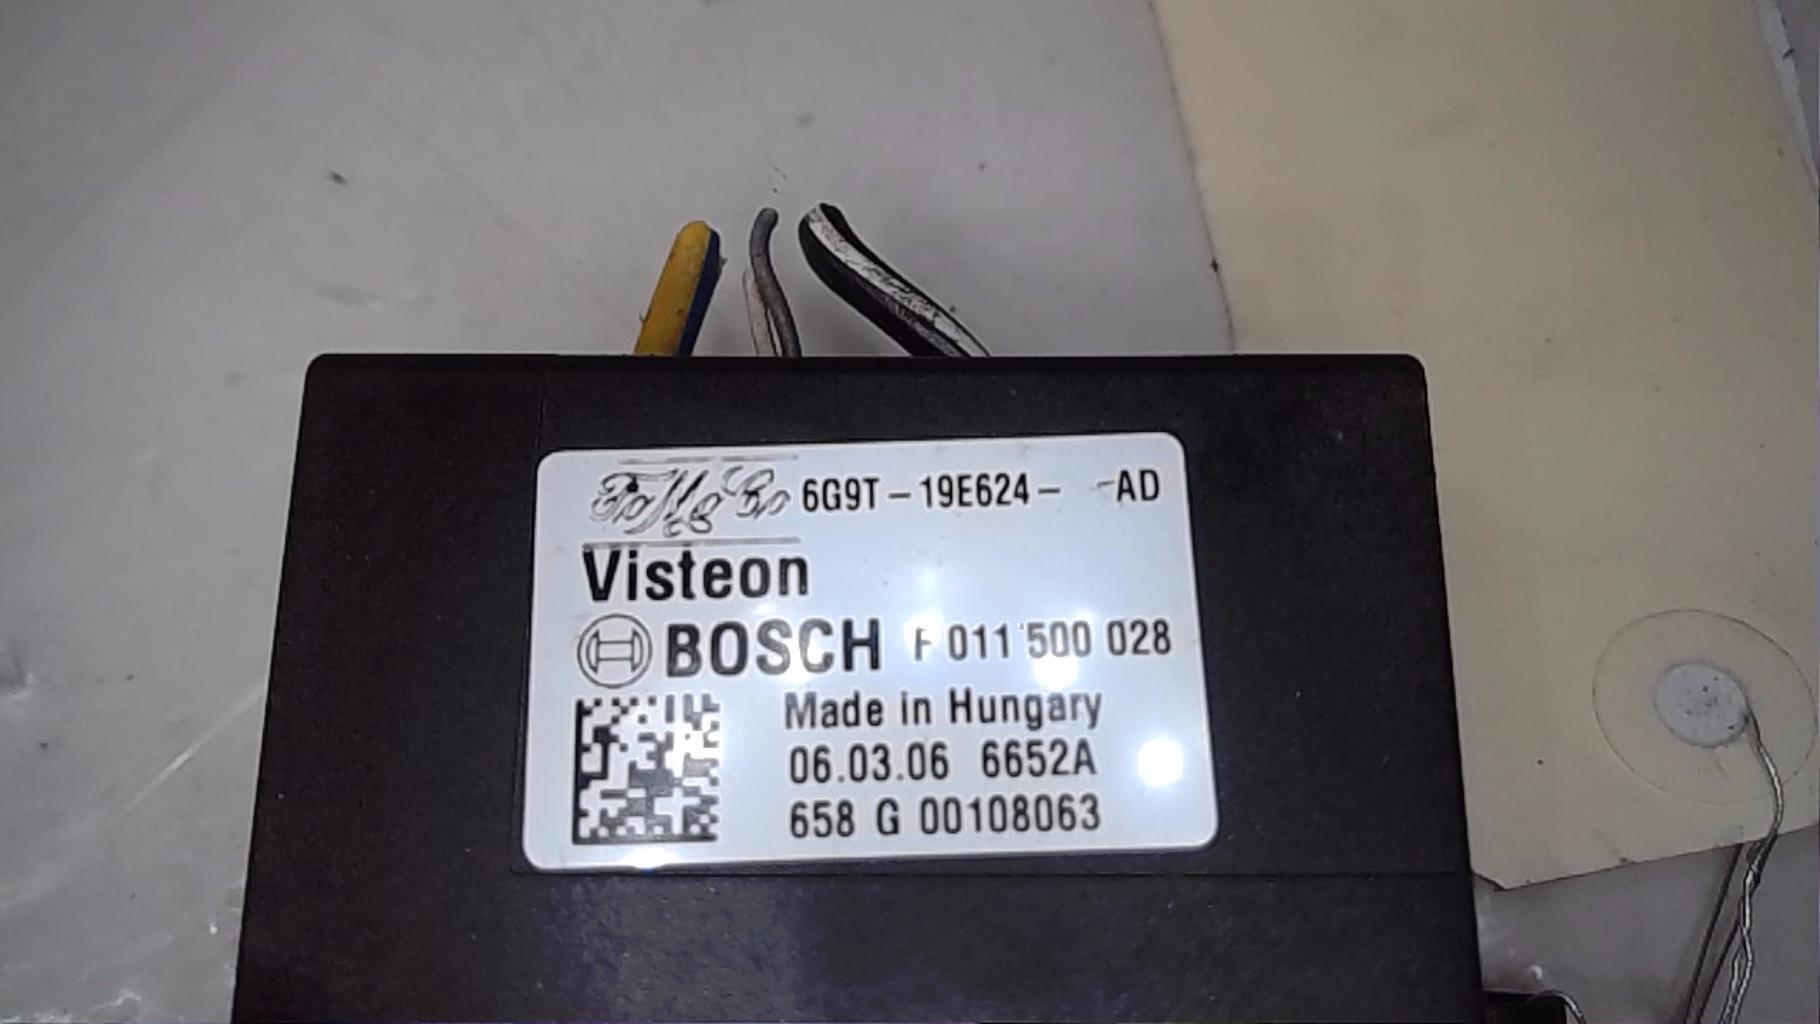 FoMoCo 6G9T-19E624- -AD
Visteon
BOSCH F 011 500 028
Made in Hungary
06.03.06 6652A
658 G 00108063